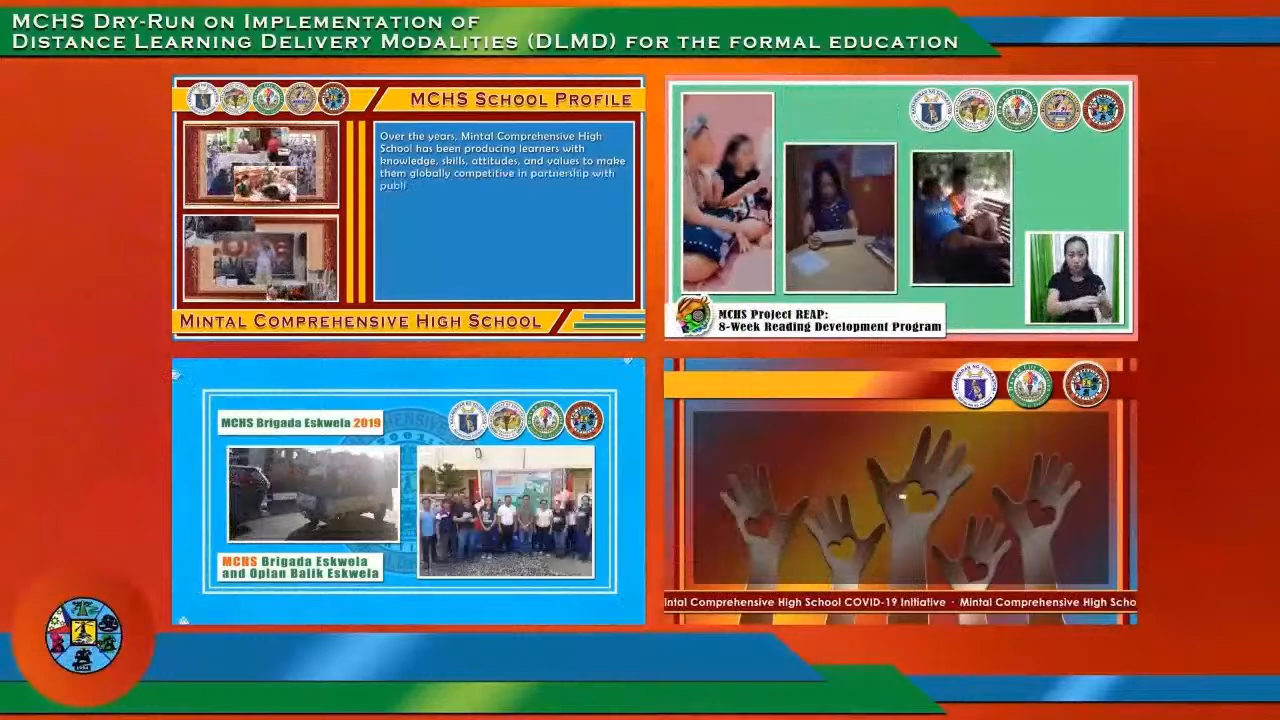 MCHS Dry-Run on Implementation of
Distance Learning Delivery Modalities (DLMD) for the formal education
MCHS School Profile
Over the years, Mintal Comprehensive High
School has been producing learners with
knowledge, skills, attitudes, and values to make
them globally competitive in partnership with
publi
Mintal Comprehensive High School
MCHS Project REAP:
8-Week Reading Development Program
MCHS Brigada Eskwela 2019
MCHS Brigada Eskwela
and Oplan Balik Eskwela
intal Comprehensive High School COVID-19 Initiative · Mintal Comprehensive High Scho